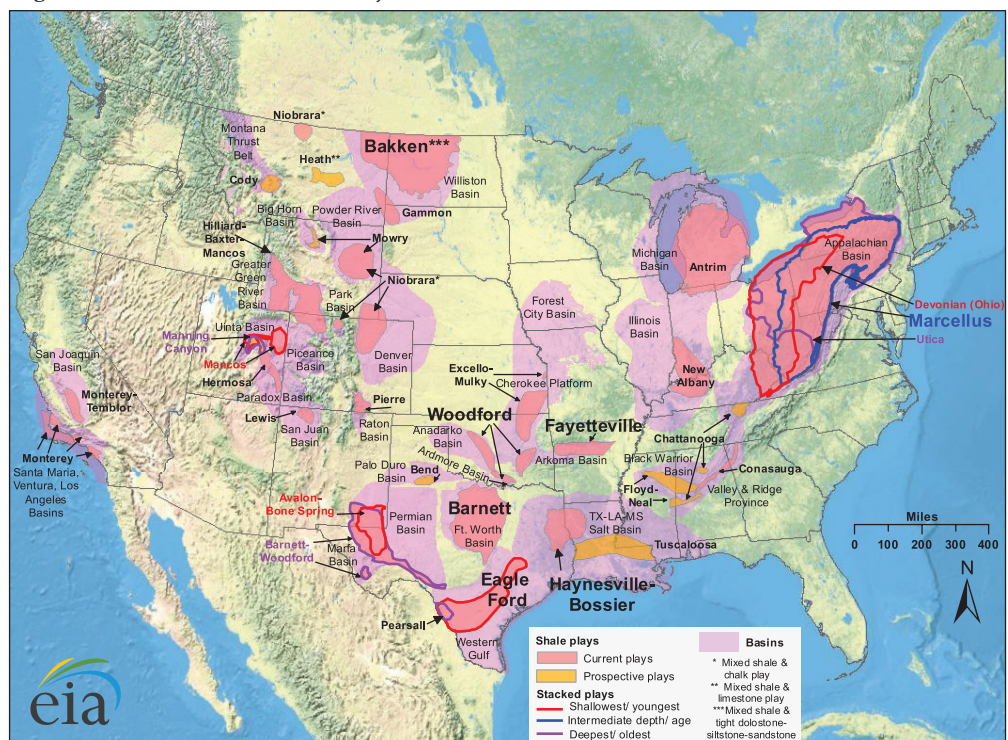 Niobrara*
Montana
Thrust
Belt
Bakken***
Heath**
Cody
Williston
Basin
Big Horn
Basin
Powder River
Basin
Gammon
Hilliard-
Baxter-
Mancos
Mowry
Greater
Green
River
Basin
Park
Basin
Niobrara*
Michigan
Basin
Antrim
Appalachian
Basin
Devonian (Ohio)
Marcellus
Utica
Forest
City Basin
Illinois
Basin
Uinta Basin
Manning
Canyon
Mancos
Piceance
Basin
Denver
Basin
San Joaquin
Basin
Hermosa
Paradox Basin
Excello-
Mulky
Cherokee Platform
New
Albany
Monterey-
Temblor
Lewis
San Juan
Basin
Pierre
Raton
Basin
Woodford
Anadarko
Basin
Fayetteville
Chattanooga
Monterey
Santa Maria,
Ventura, Los
Angeles
Basins
Palo Duro
Basin
Bend
Ardmore Basin
Arkoma Basin
Black Warrior
Basin
Conasauga
Floyd-
Neal
Valley & Ridge
Province
Avalon-
Bone Spring
Permian
Basin
Barnett
Ft. Worth
Basin
TX-LA-MS
Salt Basin
Tuscaloosa
Miles
0 100 200 300 400
N
Barnett-
Woodford
Marfa
Basin
Eagle
Ford
Haynesville-
Bossier
Pearsall
Western
Gulf
Shale plays
Current plays
Prospective plays
Stacked plays
Shallowest/ youngest
Intermediate depth/ age
Deepest/ oldest
Basins
* Mixed shale &
chalk play
** Mixed shale &
limestone play
***Mixed shale &
tight dolostone-
siltstone-sandstone
eia